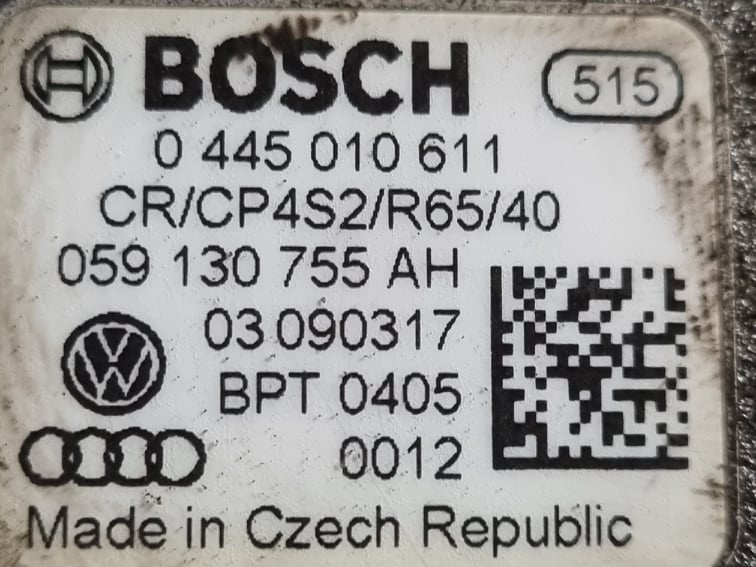 BOSCH 515
0 445 010 611
CR/CP4S2/R65/40
059 130 755 AH
03 090317
BPT 0405
0012
Made in Czech Republic